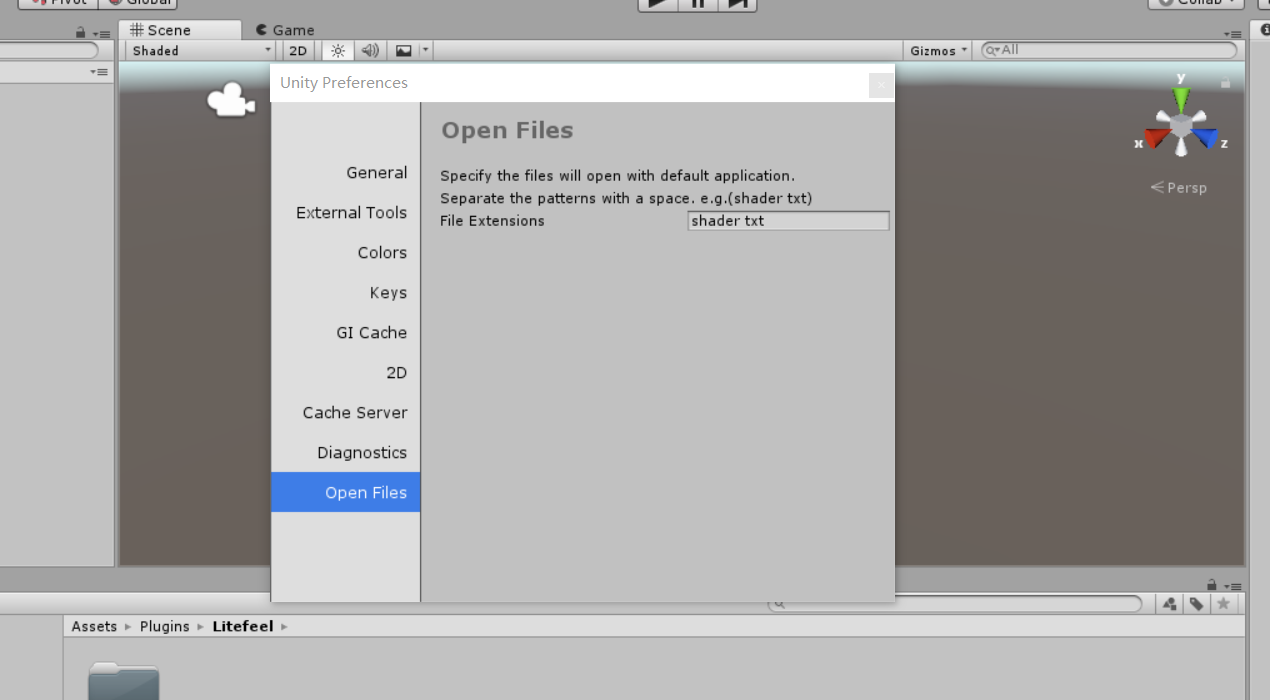 Pivot
Global
Collab
Scene
Game
Shaded
2D
Gizmos
All
Unity Preferences
Open Files
General
External Tools
Colors
Keys
GI Cache
2D
Cache Server
Diagnostics
Open Files
Specify the files will open with default application.
Separate the patterns with a space. e.g.(shader txt)
File Extensions
shader txt
y
x
z
Persp
Assets
Plugins
Litefeel